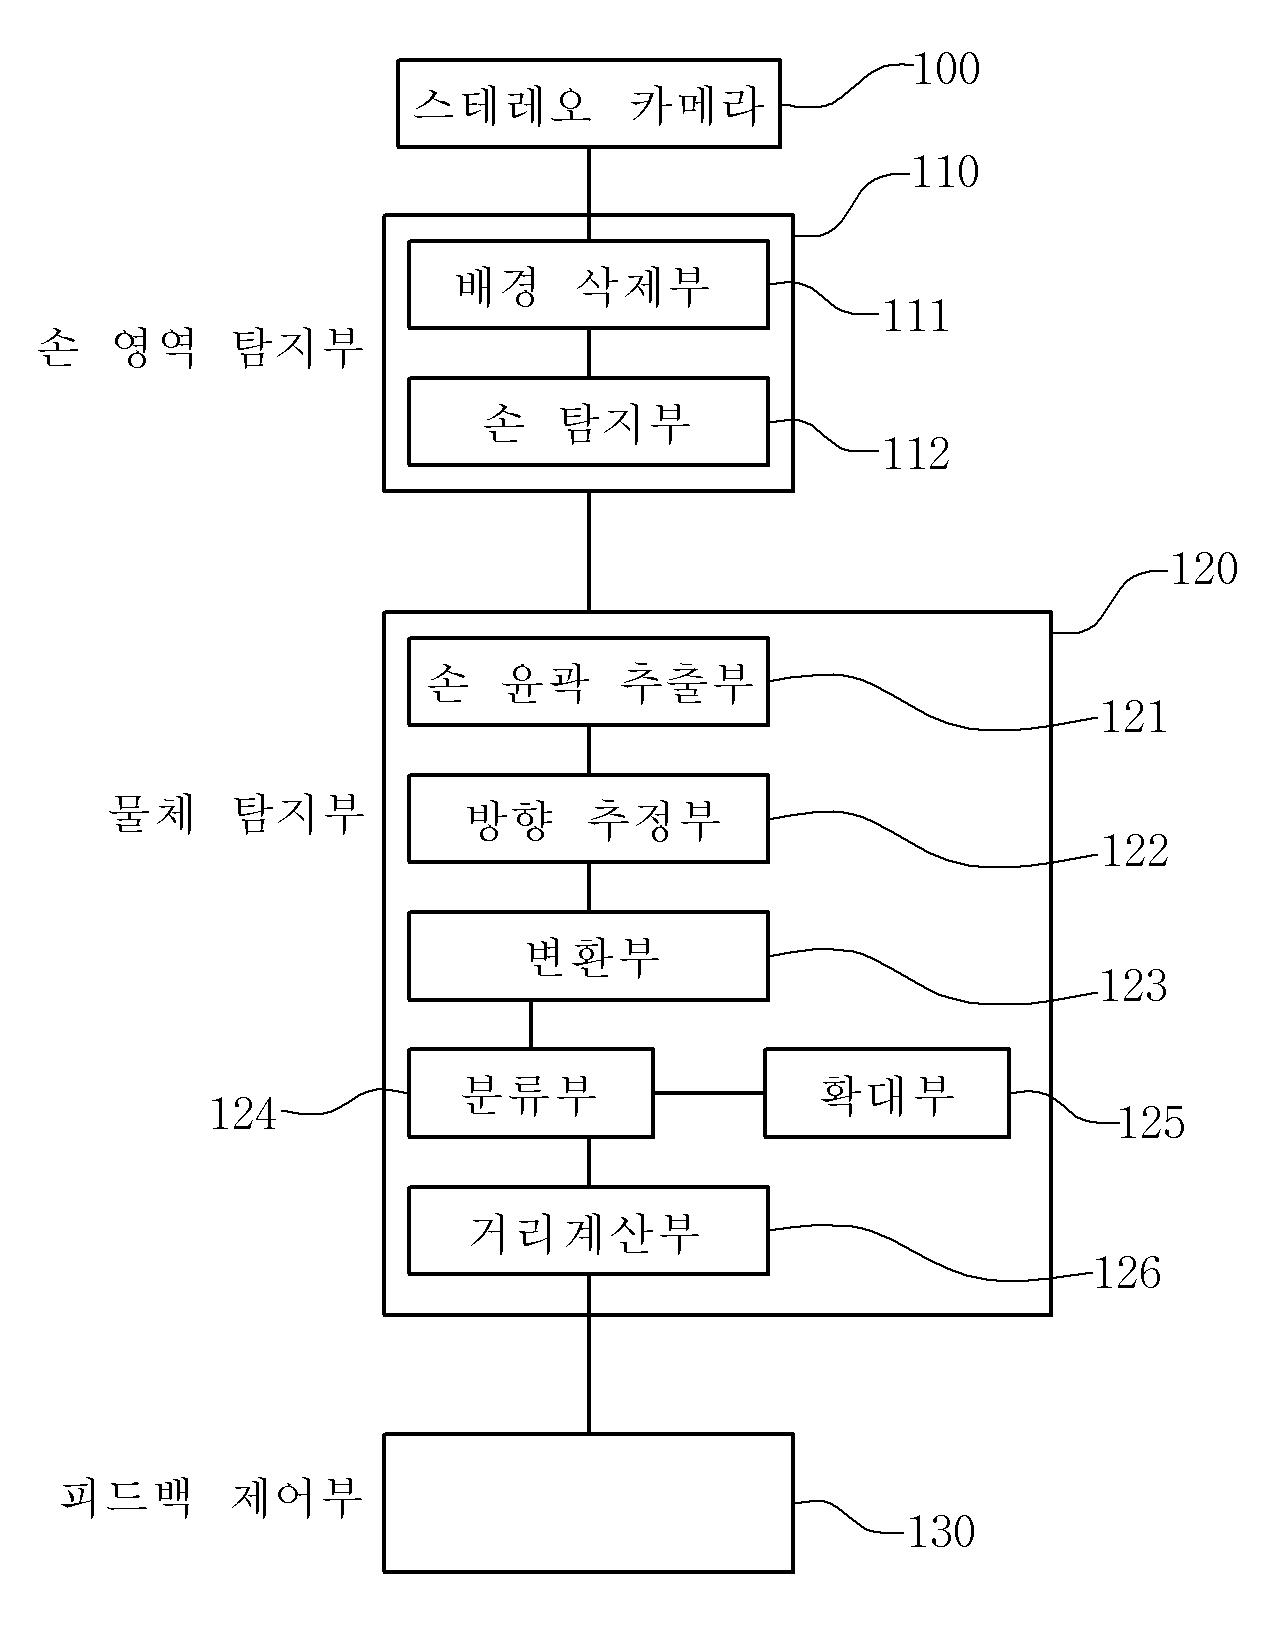 스테레오 카메라
100
110
배경 삭제부
111
손 영역 탐지부
손 탐지부
112
120
손 윤곽 추출부
121
물체 탐지부
방향 추정부
122
변환부
123
124
분류부
확대부
125
거리계산부
126
피드백 제어부
130